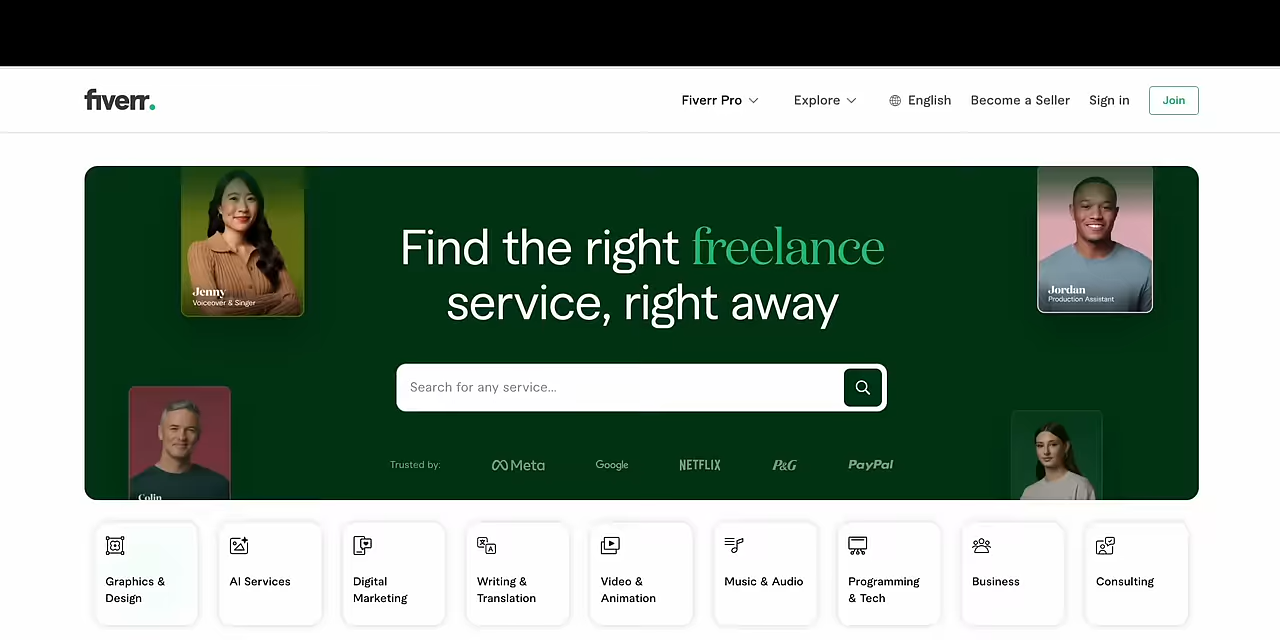 fiverr.
Fiverr Pro
Explore
English
Become a Seller
Sign in
Join
Find the right freelance
service, right away
Jenny
Voiceover & Singer
Jordan
Production Assistant
Search for any service...
Colin
Trusted by:
Meta
Google
NETFLIX
P&G
PayPal
Graphics &
Design
AI Services
Digital
Marketing
Writing &
Translation
Video &
Animation
Music & Audio
Programming
& Tech
Business
Consulting